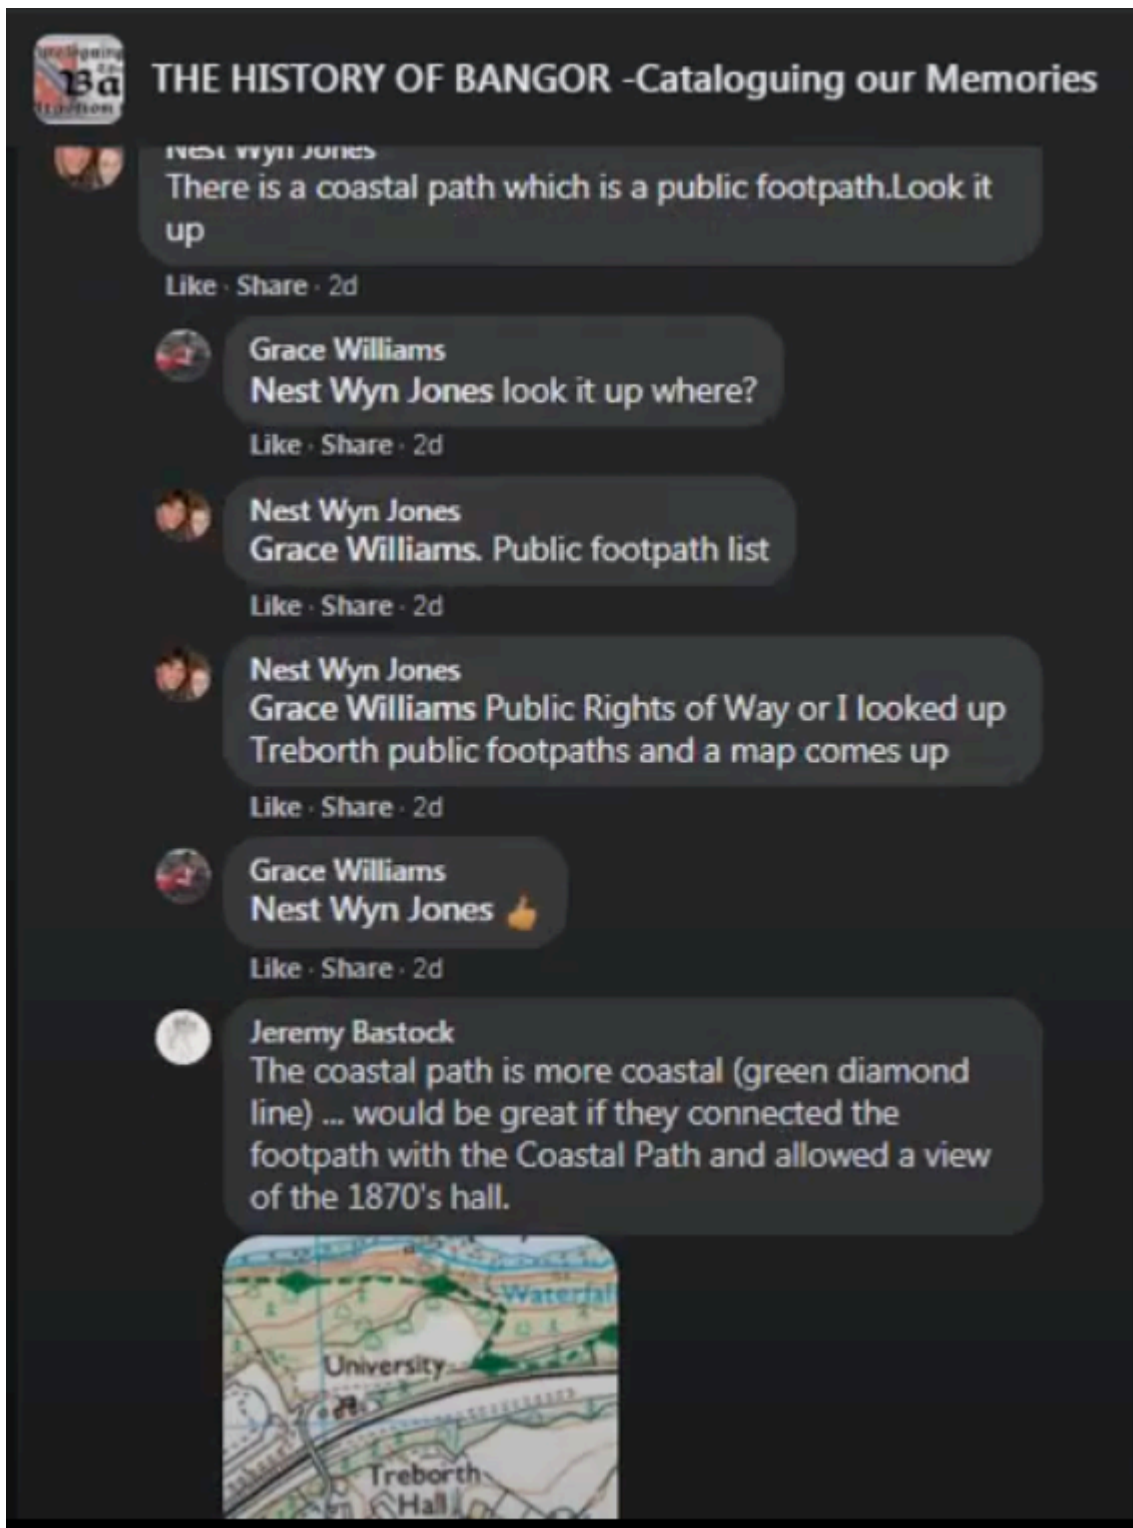 Ba
THE HISTORY OF BANGOR -Cataloguing our Memories
Nest Wyn Jones
There is a coastal path which is a public footpath.Look it
up
Like · Share · 2d
Grace Williams
Nest Wyn Jones look it up where?
Like · Share · 2d
Nest Wyn Jones
Grace Williams. Public footpath list
Like · Share · 2d
Nest Wyn Jones
Grace Williams Public Rights of Way or I looked up
Treborth public footpaths and a map comes up
Like · Share · 2d
Grace Williams
Nest Wyn Jones 👍
Like · Share · 2d
Jeremy Bastock
The coastal path is more coastal (green diamond
line) ... would be great if they connected the
footpath with the Coastal Path and allowed a view
of the 1870's hall.
Waterfal
University
Treborth
Hall